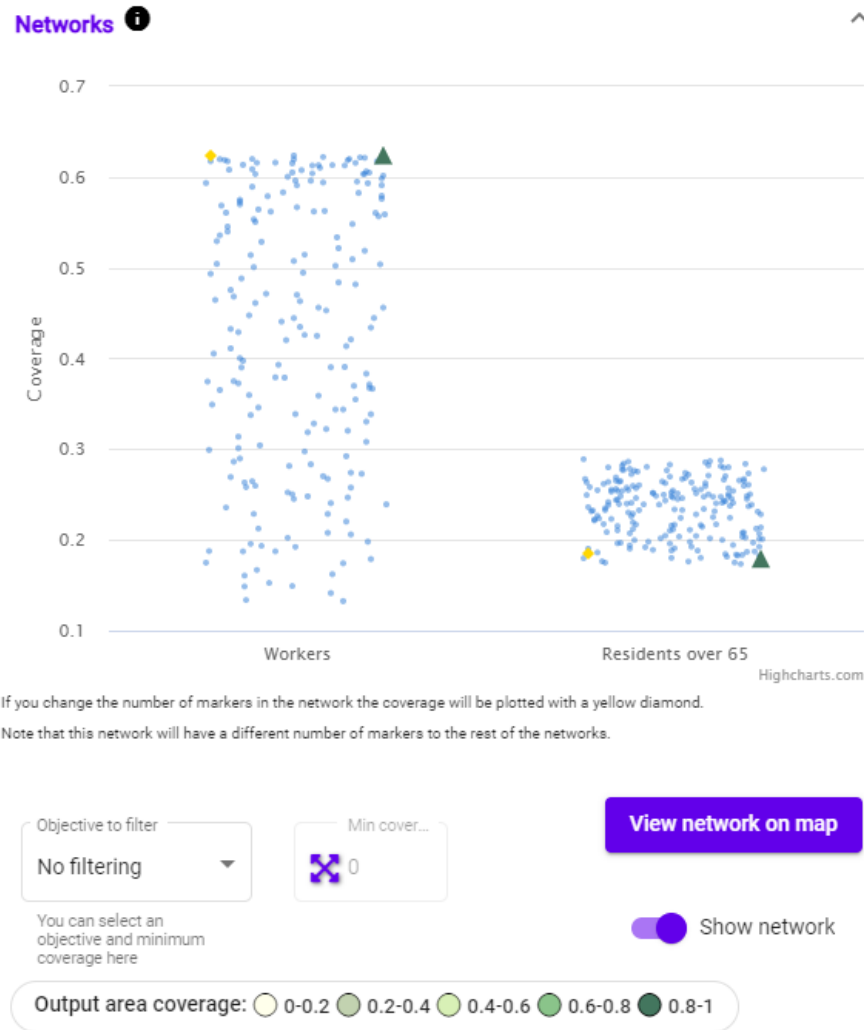 Networks i
0.7
0.6
0.5
0.4
0.3
0.2
0.1
Coverage
Workers Residents over 65
Highcharts.com
If you change the number of markers in the network the coverage will be plotted with a yellow diamond.
Note that this network will have a different number of markers to the rest of the networks.
Objective to filter
No filtering
Min cover...
0
View network on map
You can select an
objective and minimum
coverage here
Show network
Output area coverage: 0-0.2 0.2-0.4 0.4-0.6 0.6-0.8 0.8-1